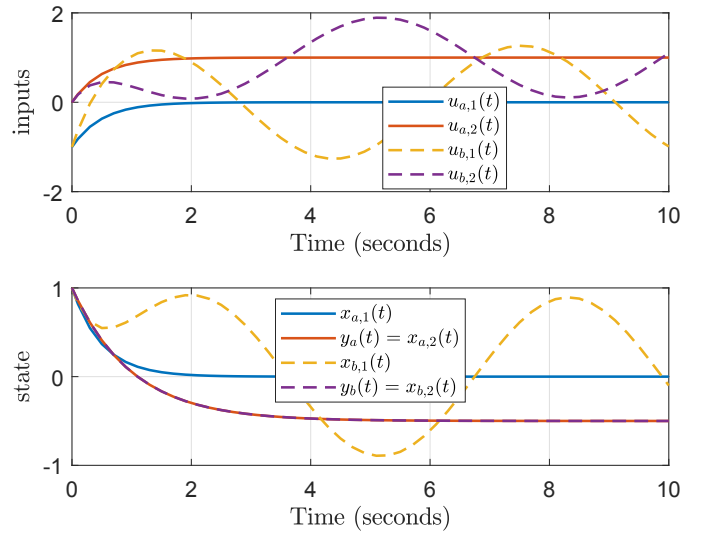 2
0
-2
inputs
u_{a,1}(t)
u_{a,2}(t)
u_{b,1}(t)
u_{b,2}(t)
0 2 4 6 8 10
Time (seconds)
1
0
-1
state
x_{a,1}(t)
y_a(t) = x_{a,2}(t)
x_{b,1}(t)
y_b(t) = x_{b,2}(t)
0 2 4 6 8 10
Time (seconds)